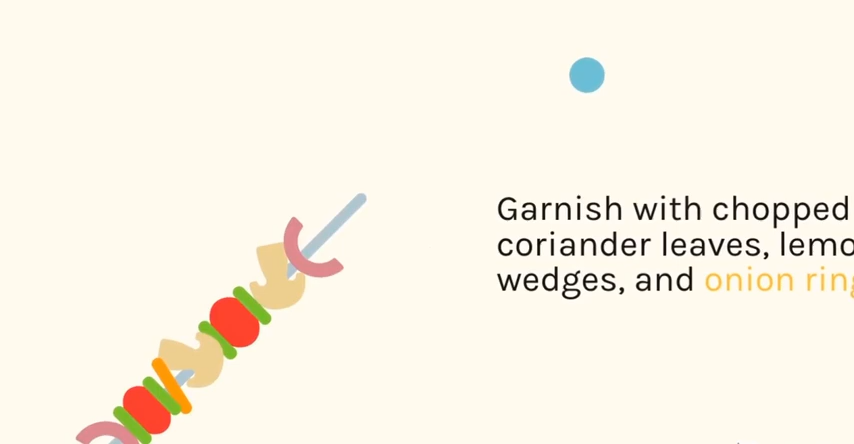 Garnish with chopped
coriander leaves, lemo
wedges, and onion ring